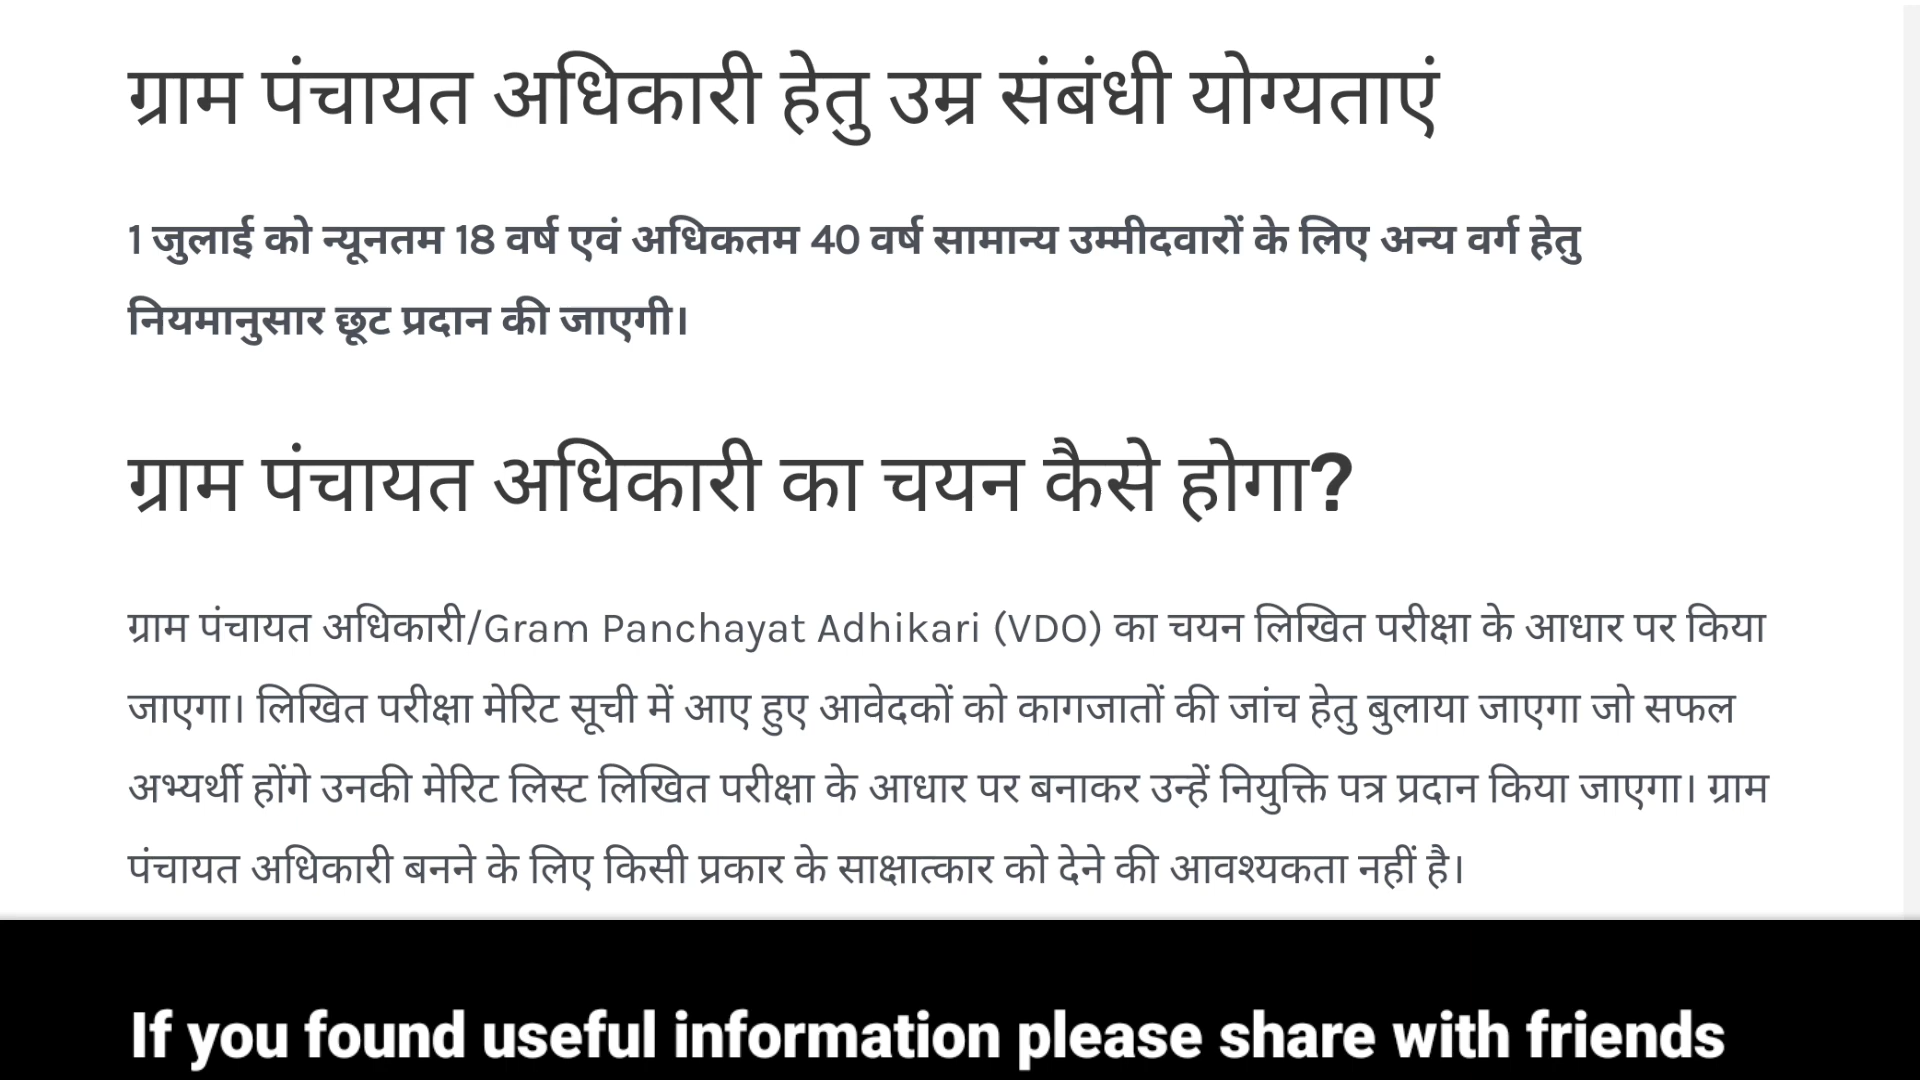 ग्राम पंचायत अधिकारी हेतु उम्र संबंधी योग्यताएं
1 जुलाई को न्यूनतम 18 वर्ष एवं अधिकतम 40 वर्ष सामान्य उम्मीदवारों के लिए अन्य वर्ग हेतु
नियमानुसार छूट प्रदान की जाएगी।
ग्राम पंचायत अधिकारी का चयन कैसे होगा?
ग्राम पंचायत अधिकारी/Gram Panchayat Adhikari (VDO) का चयन लिखित परीक्षा के आधार पर किया
जाएगा। लिखित परीक्षा मेरिट सूची में आए हुए आवेदकों को कागजातों की जांच हेतु बुलाया जाएगा जो सफल
अभ्यर्थी होंगे उनकी मेरिट लिस्ट लिखित परीक्षा के आधार पर बनाकर उन्हें नियुक्ति पत्र प्रदान किया जाएगा। ग्राम
पंचायत अधिकारी बनने के लिए किसी प्रकार के साक्षात्कार को देने की आवश्यकता नहीं है।
If you found useful information please share with friends